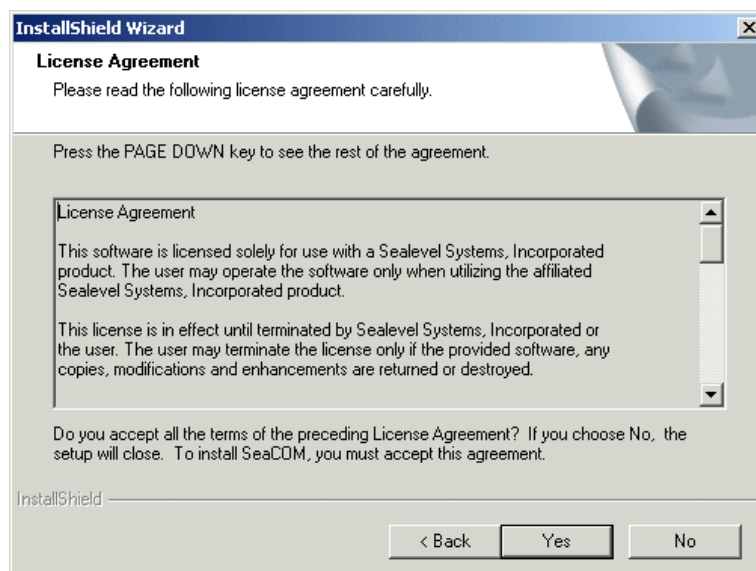 InstallShield Wizard
License Agreement
Please read the following license agreement carefully.
Press the PAGE DOWN key to see the rest of the agreement.
License Agreement
This software is licensed solely for use with a Sealevel Systems, Incorporated
product. The user may operate the software only when utilizing the affiliated
Sealevel Systems, Incorporated product.
This license is in effect until terminated by Sealevel Systems, Incorporated or
the user. The user may terminate the license only if the provided software, any
copies, modifications and enhancements are returned or destroyed.
Do you accept all the terms of the preceding License Agreement? If you choose No, the
setup will close. To install SeaCOM, you must accept this agreement.
InstallShield
< Back
Yes
No